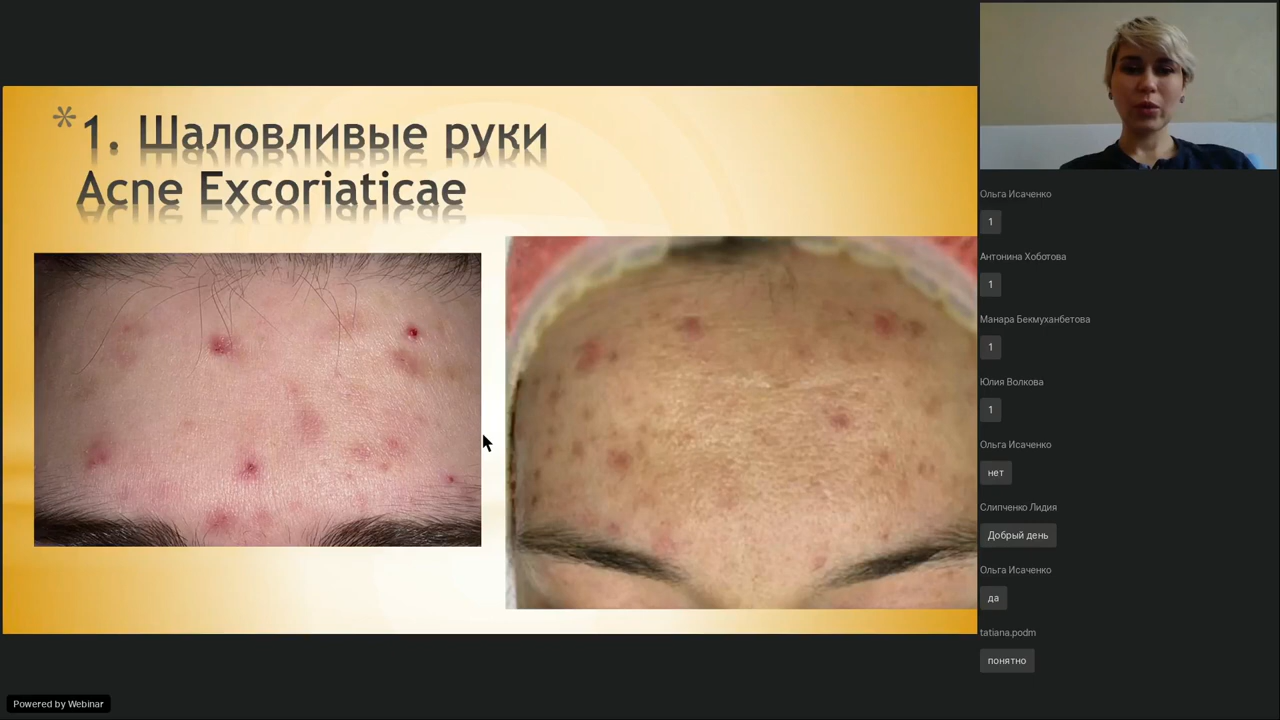 * 1. Шаловливые руки
Acne Excoriaticae
Ольга Исаченко
1
Антонина Хоботова
1
Манара Бекмуханбетова
1
Юлия Волкова
1
Ольга Исаченко
нет
Слипченко Лидия
Добрый день
Ольга Исаченко
да
tatiana.podm
понятно
Powered by Webinar